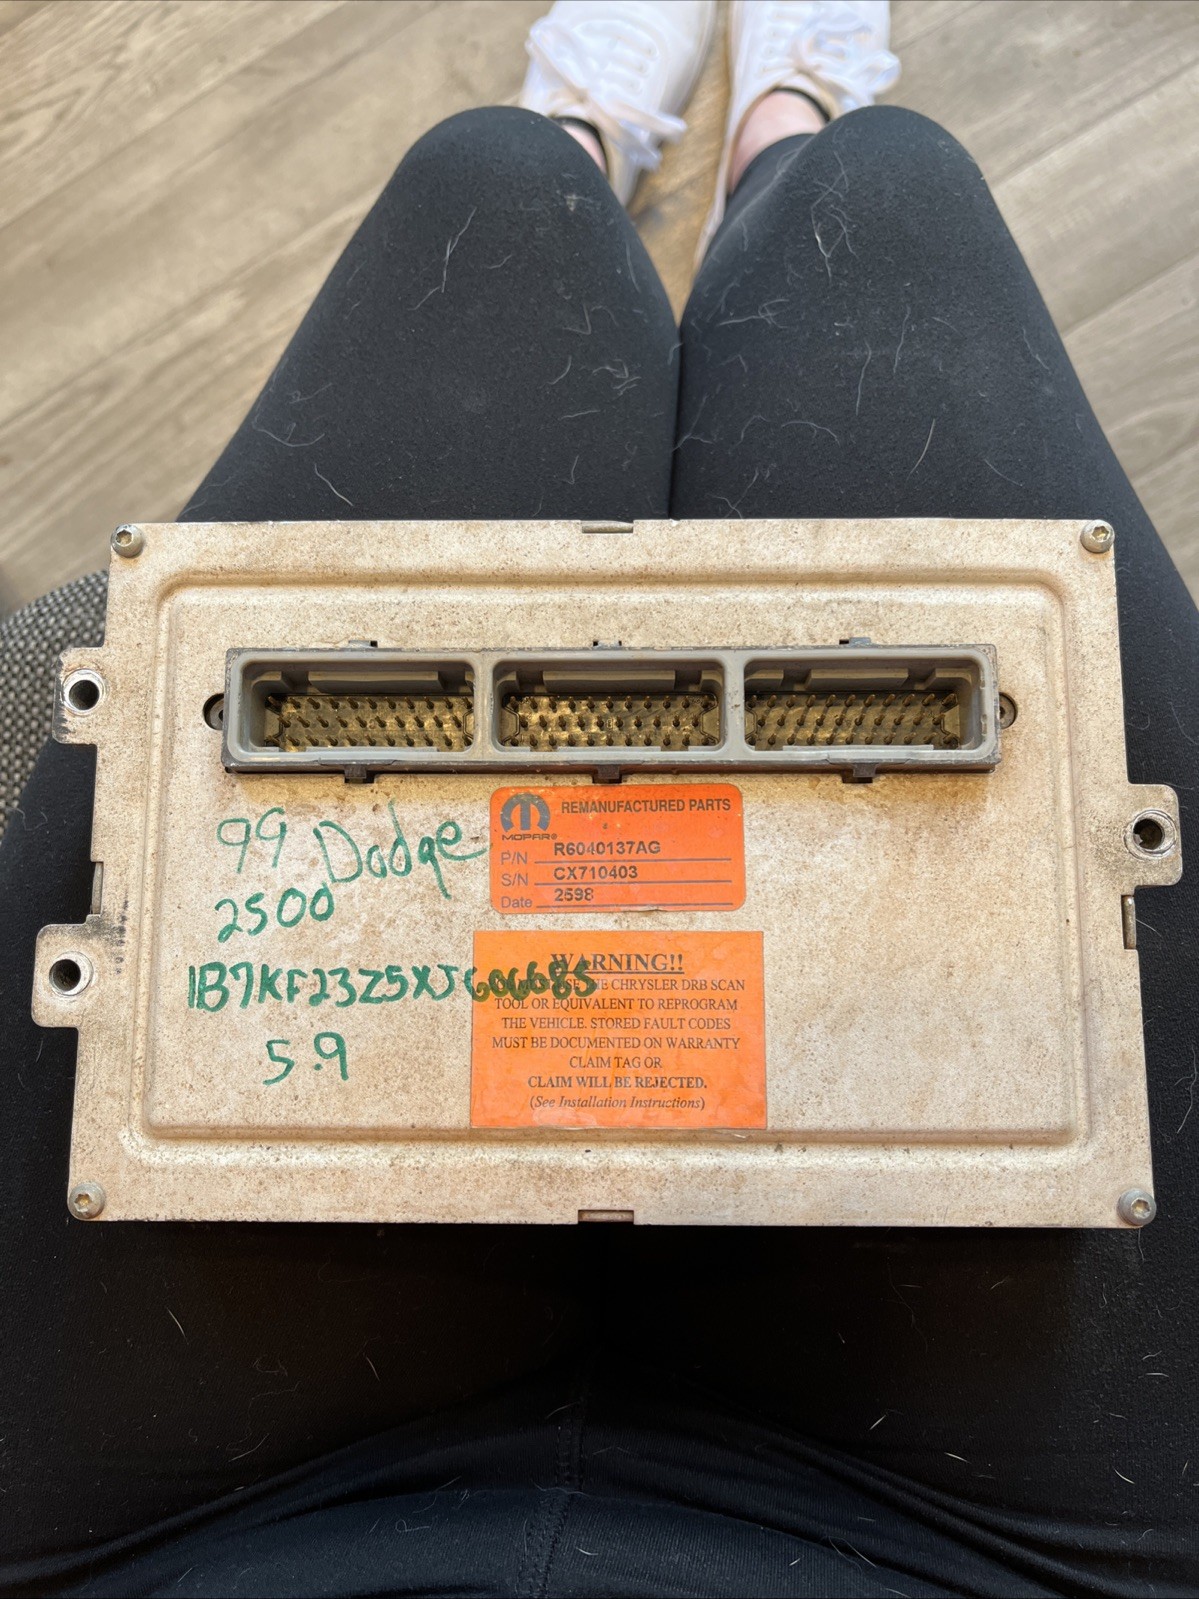 REMANUFACTURED PARTS
MOPAR®
P/N R6040137AG
S/N CX710403
Date 2598
99 Dodge
2500
1B7KF23Z5XJ606685
5.9
WARNING!!
THE CHRYSLER DRB SCAN
TOOL OR EQUIVALENT TO REPROGRAM
THE VEHICLE. STORED FAULT CODES
MUST BE DOCUMENTED ON WARRANTY
CLAIM TAG OR
CLAIM WILL BE REJECTED.
(See Installation Instructions)